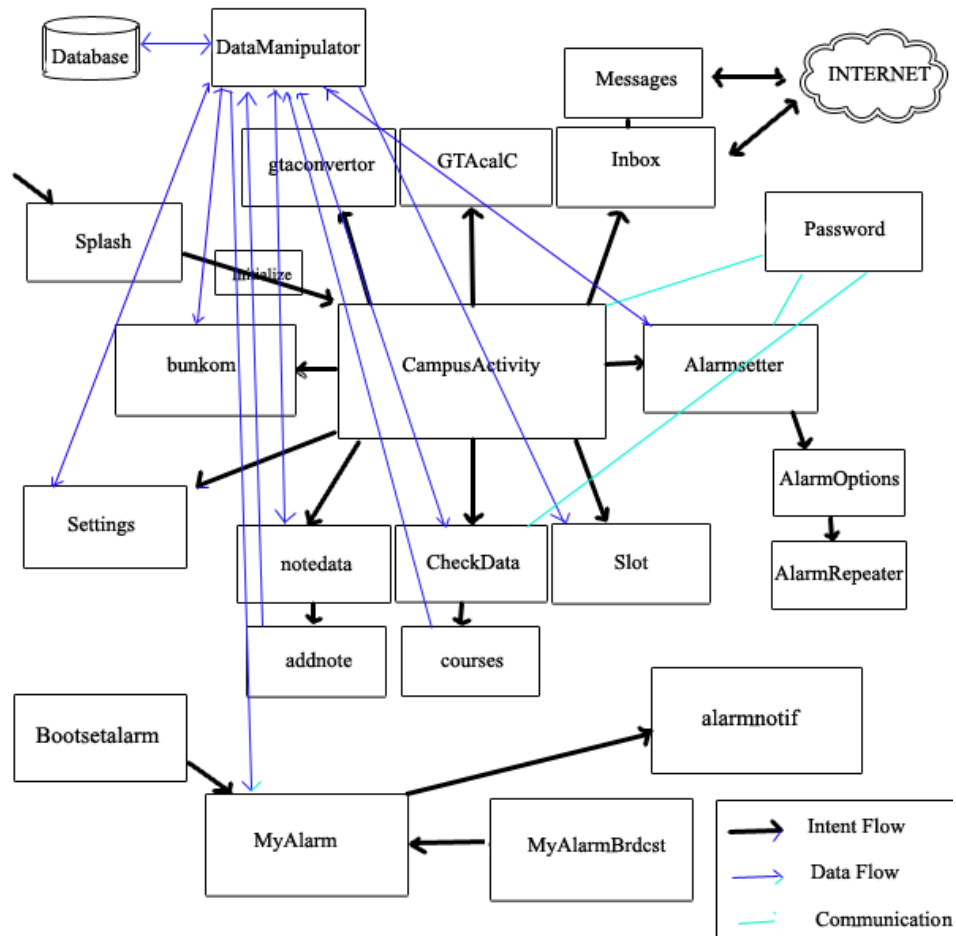 Database
DataManipulator
Messages
INTERNET
gtaconvertor
GTAcalC
Inbox
Splash
Password
Initialize
bunkom
CampusActivity
Alarmsetter
AlarmOptions
Settings
notedata
CheckData
Slot
AlarmRepeater
addnote
courses
Bootsetalarm
alarmnotif
MyAlarm
MyAlarmBrdcst
Intent Flow
Data Flow
Communication